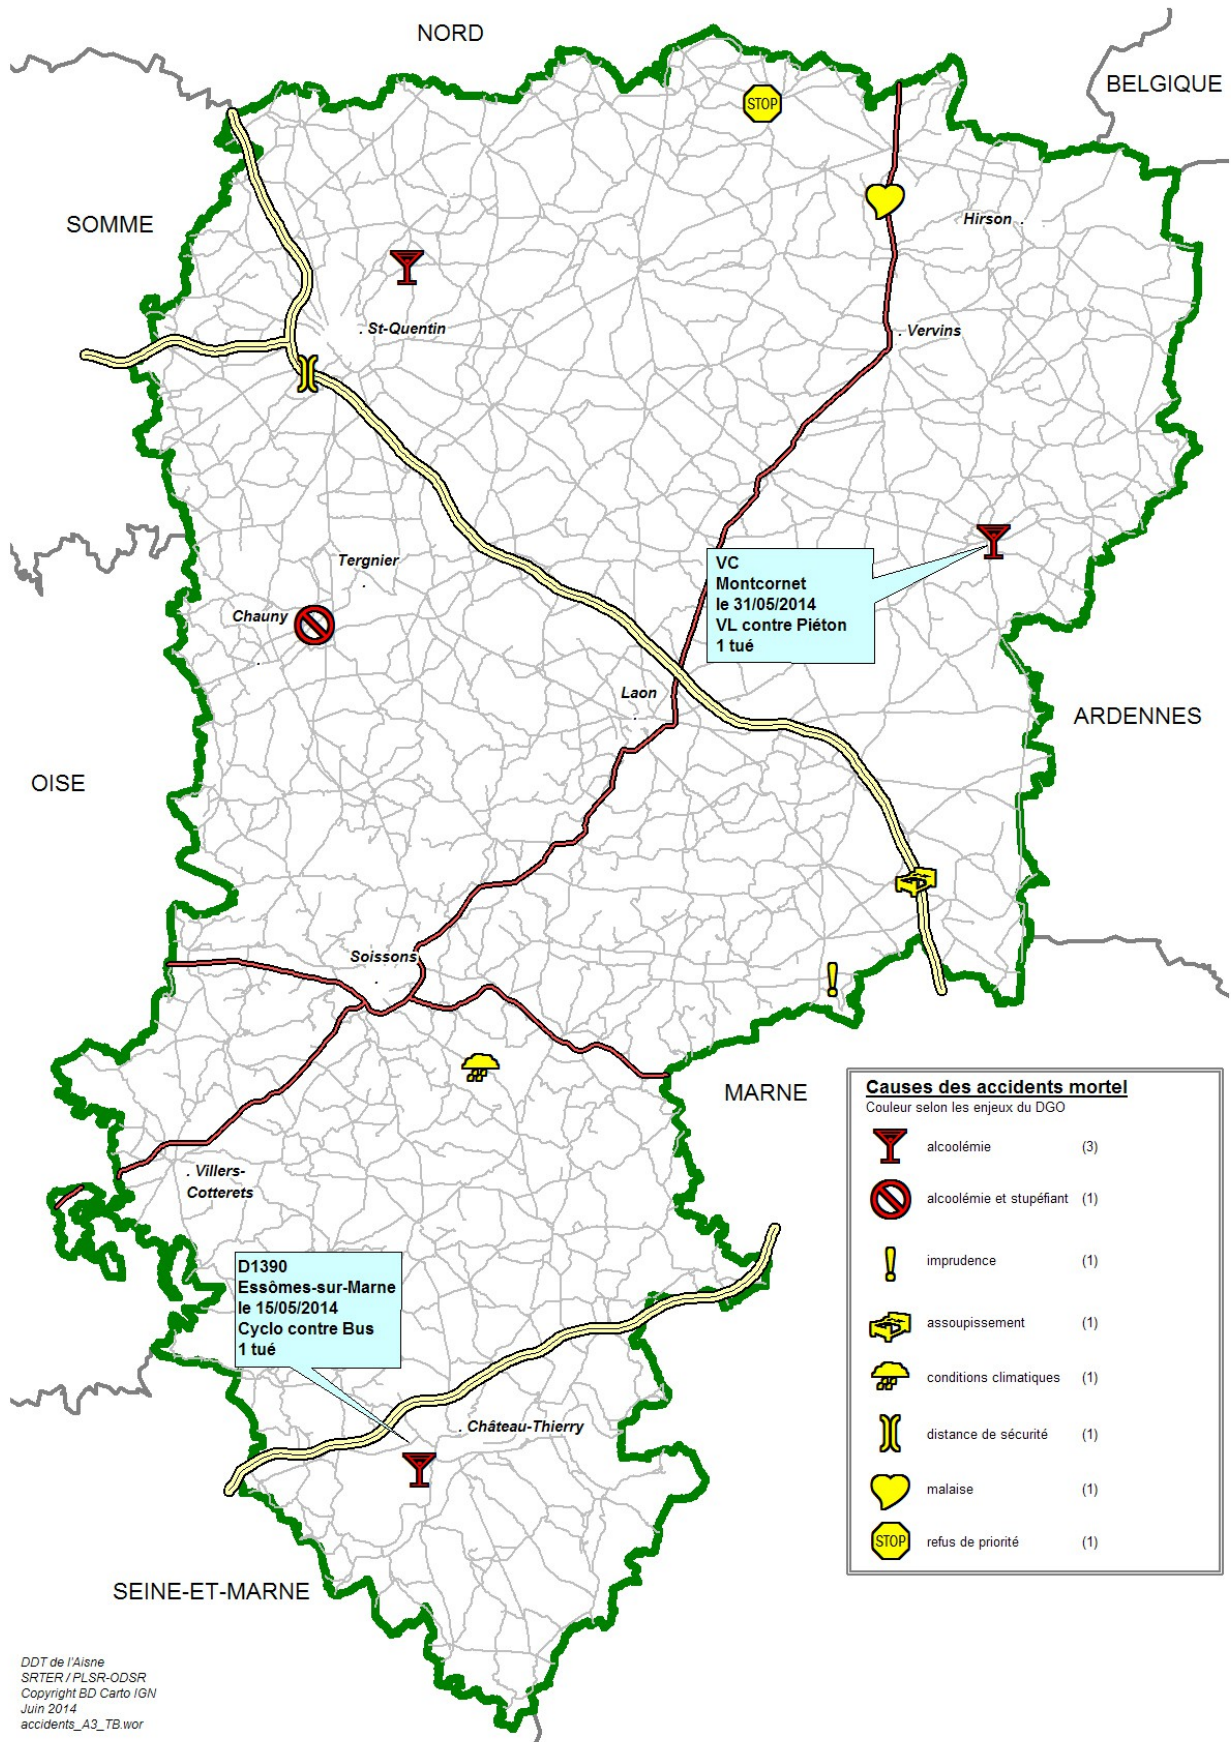 NORD
BELGIQUE
STOP
SOMME
Hirson
St-Quentin
Vervins
Tergnier
VC
Montcornet
le 31/05/2014
VL contre Piéton
1 tué
Chauny
Laon
ARDENNES
OISE
Soissons
MARNE
Villers-
Cotterets
D1390
Essômes-sur-Marne
le 15/05/2014
Cyclo contre Bus
1 tué
Château-Thierry
SEINE-ET-MARNE
Causes des accidents mortel
Couleur selon les enjeux du DGO
alcoolémie (3)
alcoolémie et stupéfiant (1)
imprudence (1)
assoupissement (1)
conditions climatiques (1)
distance de sécurité (1)
malaise (1)
STOP refus de priorité (1)
DDT de l'Aisne
SRTER / PLSR-ODSR
Copyright BD Carto IGN
Juin 2014
accidents_A3_TB.wor